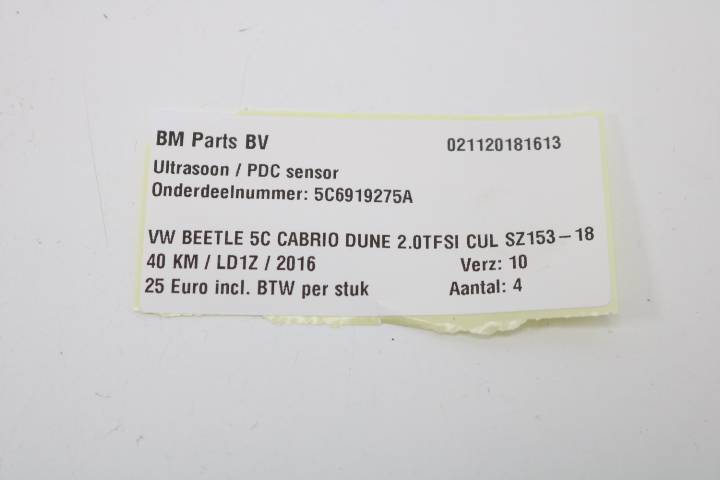 BM Parts BV 021120181613
Ultrasoon / PDC sensor
Onderdeelnummer: 5C6919275A
VW BEETLE 5C CABRIO DUNE 2.0TFSI CUL SZ153-18
40 KM / LD1Z / 2016 Verz: 10
25 Euro incl. BTW per stuk Aantal: 4